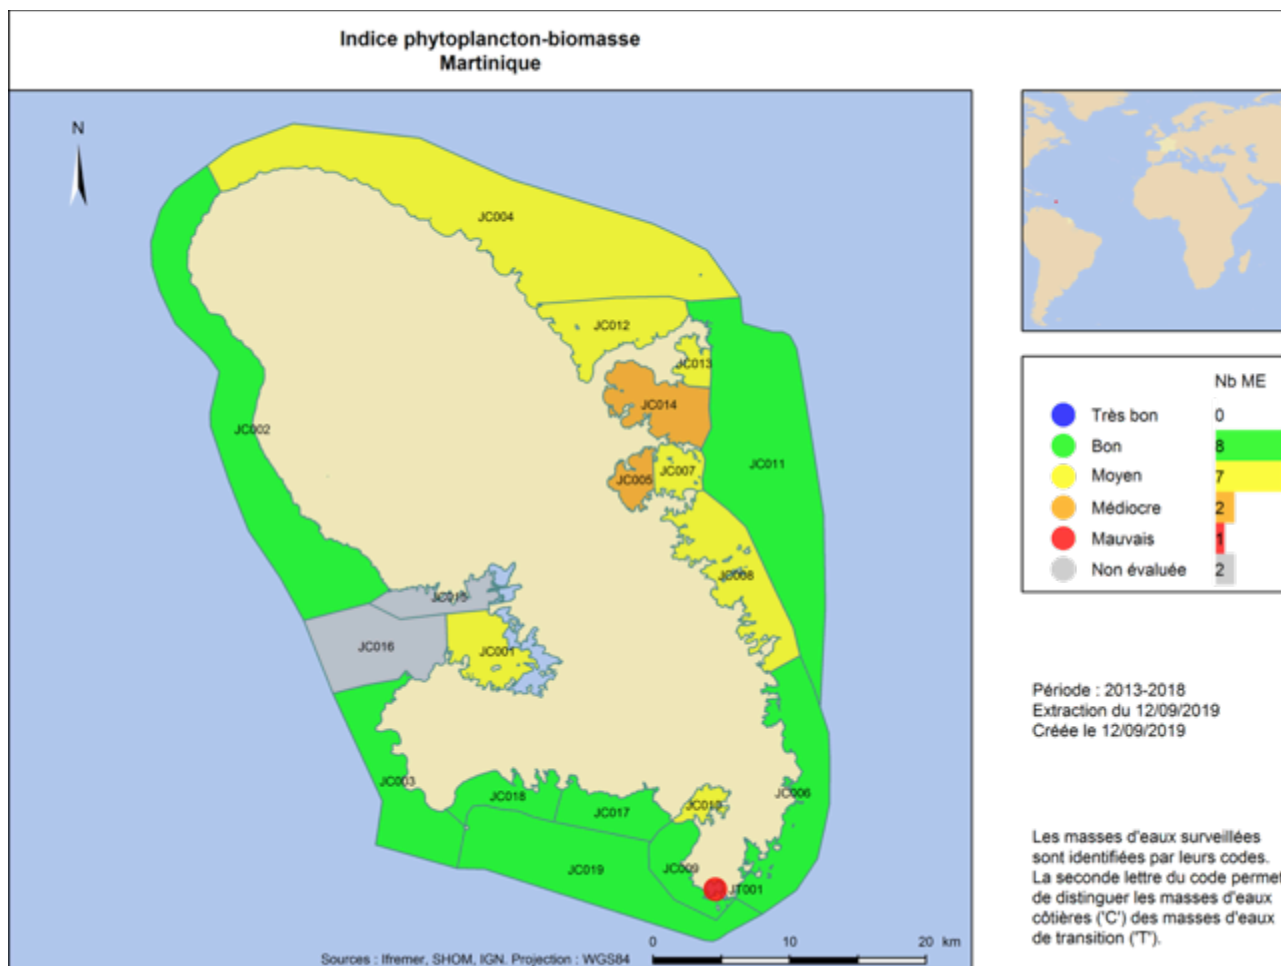 Indice phytoplancton-biomasse
Martinique
N
JC004
JC012
JC013
JC014
JC002
JC011
JC007
JC005
JC008
JC015
JC016
JC001
JC003
JC006
JC018
JC010
JC017
JC019
JC009
JT001
0 10 20 km
Sources : Ifremer, SHOM, IGN. Projection : WGS84
Nb ME
Très bon 0
Bon 8
Moyen 7
Médiocre 2
Mauvais 1
Non évaluée 2
Période : 2013-2018
Extraction du 12/09/2019
Créée le 12/09/2019
Les masses d'eaux surveillées
sont identifiées par leurs codes.
La seconde lettre du code permet
de distinguer les masses d'eaux
côtières ('C') des masses d'eaux
de transition ('T').